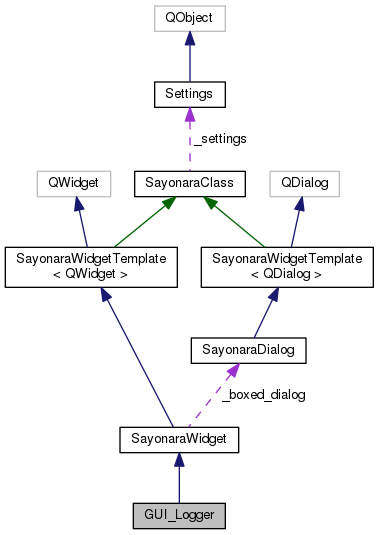 QObject
Settings
_settings
QWidget
SayonaraClass
QDialog
SayonaraWidgetTemplate
< QWidget >
SayonaraWidgetTemplate
< QDialog >
SayonaraDialog
_boxed_dialog
SayonaraWidget
GUI_Logger